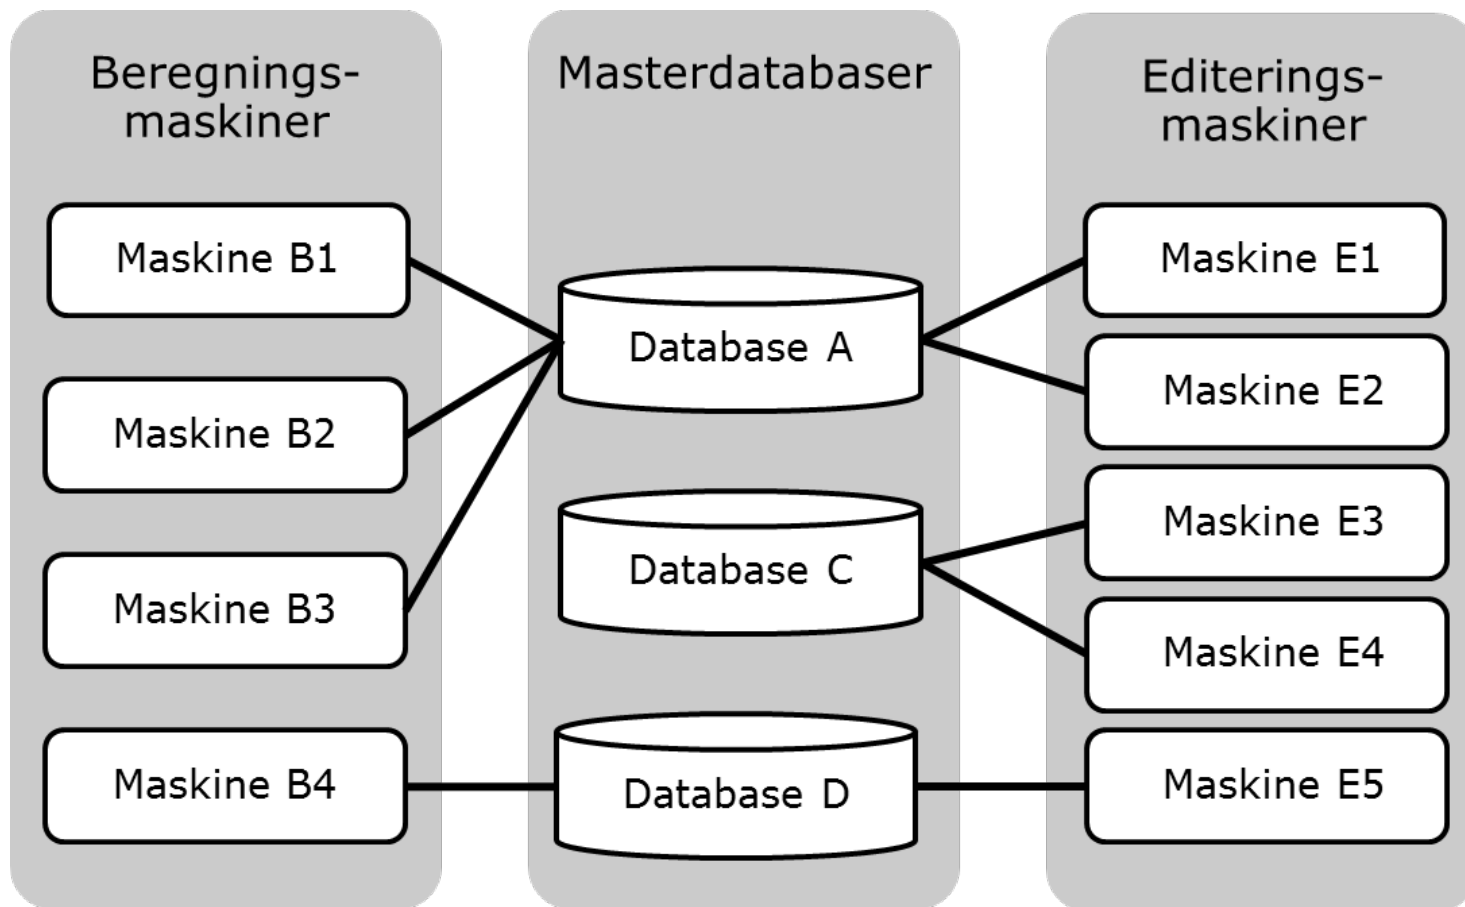 Beregnings-
maskiner
Maskine B1
Maskine B2
Maskine B3
Maskine B4
Masterdatabaser
Database A
Database C
Database D
Editerings-
maskiner
Maskine E1
Maskine E2
Maskine E3
Maskine E4
Maskine E5